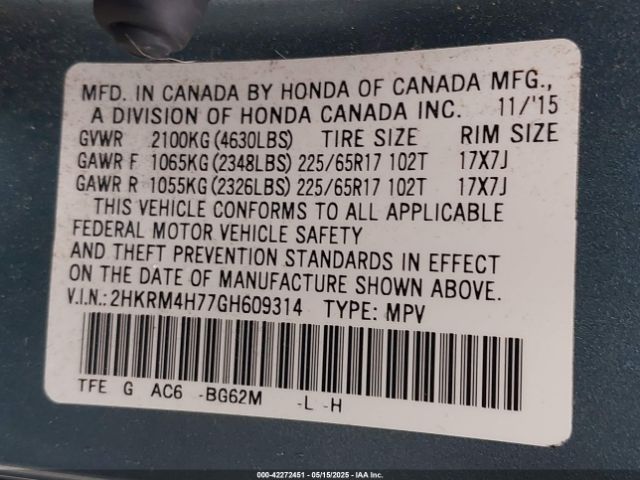 MFD. IN CANADA BY HONDA OF CANADA MFG.,
A DIVISION OF HONDA CANADA INC. 11/'15
GVWR 2100KG(4630LBS) TIRE SIZE RIM SIZE
GAWR F 1065KG(2348LBS) 225/65R17 102T 17X7J
GAWR R 1055KG(2326LBS) 225/65R17 102T 17X7J
THIS VEHICLE CONFORMS TO ALL APPLICABLE
FEDERAL MOTOR VEHICLE SAFETY
AND THEFT PREVENTION STANDARDS IN EFFECT
ON THE DATE OF MANUFACTURE SHOWN ABOVE.
V.I.N.:2HKRM4H77GH609314 TYPE: MPV
TFE G AC6 -BG62M -L -H
000-42272451 - 05/15/2025 - IAAI.com